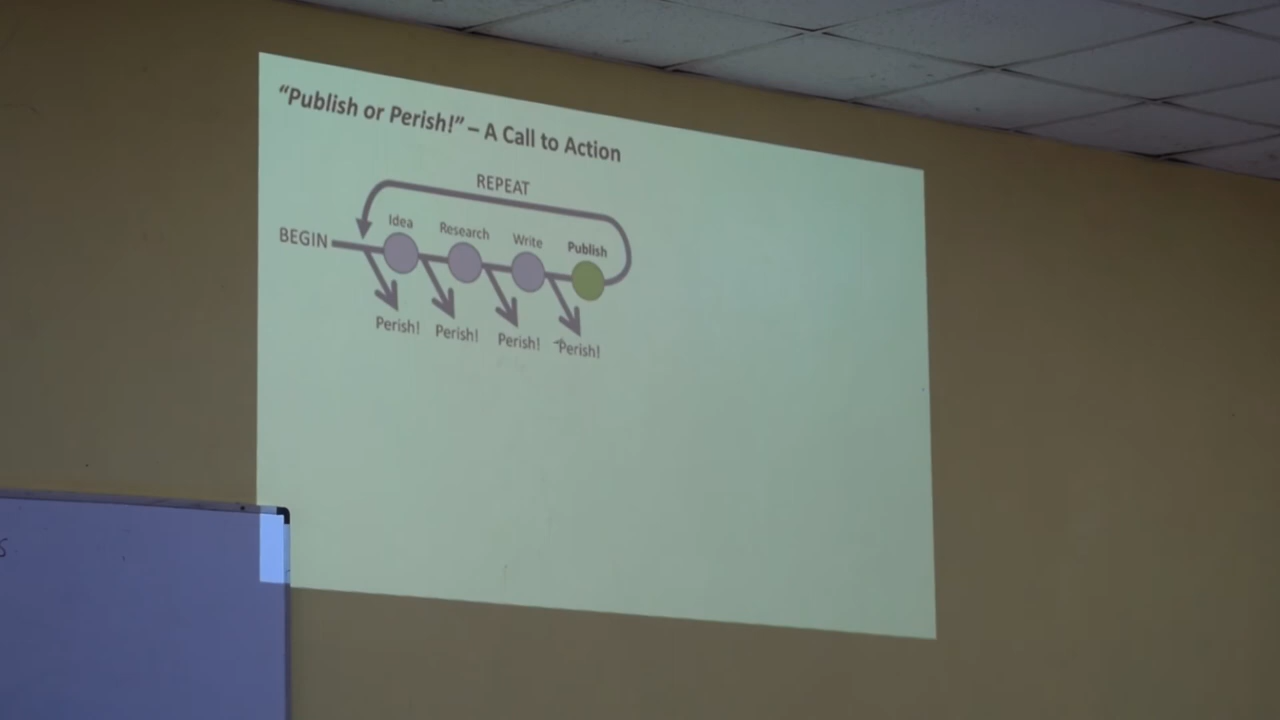 “Publish or Perish!” – A Call to Action
REPEAT
BEGIN
Idea
Research
Write
Publish
Perish!
Perish!
Perish!
Perish!